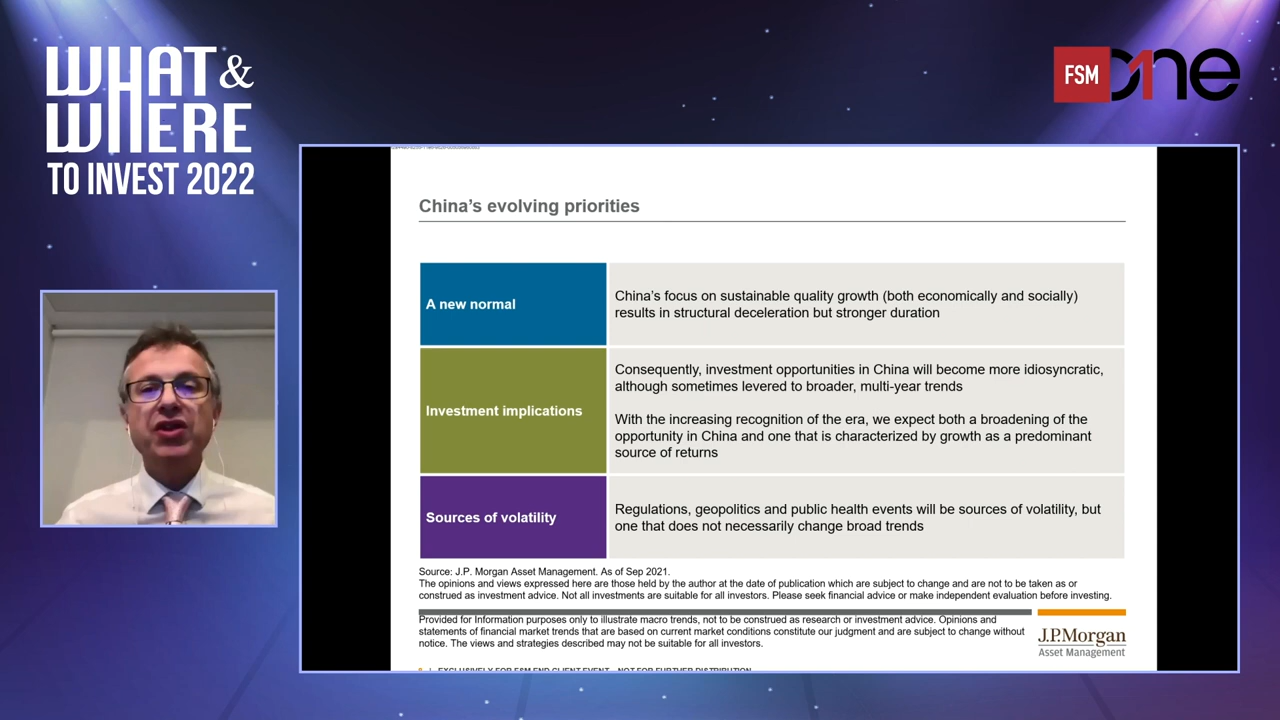 WHAT &
WHERE
TO INVEST 2022
FSM one
China's evolving priorities
A new normal
China's focus on sustainable quality growth (both economically and socially)
results in structural deceleration but stronger duration
Investment implications
Consequently, investment opportunities in China will become more idiosyncratic,
although sometimes levered to broader, multi-year trends
With the increasing recognition of the era, we expect both a broadening of the
opportunity in China and one that is characterized by growth as a predominant
source of returns
Sources of volatility
Regulations, geopolitics and public health events will be sources of volatility, but
one that does not necessarily change broad trends
Source: J.P. Morgan Asset Management. As of Sep 2021.
The opinions and views expressed here are those held by the author at the date of publication which are subject to change and are not to be taken as or
construed as investment advice. Not all investments are suitable for all investors. Please seek financial advice or make independent evaluation before investing.
Provided for Information purposes only to illustrate macro trends, not to be construed as research or investment advice. Opinions and
statements of financial market trends that are based on current market conditions constitute our judgment and are subject to change without
notice. The views and strategies described may not be suitable for all investors.
J.P.Morgan
Asset Management
| EXCLUSIVELY FOR FSM END CLIENT EVENT – NOT FOR FURTHER DISTRIBUTION